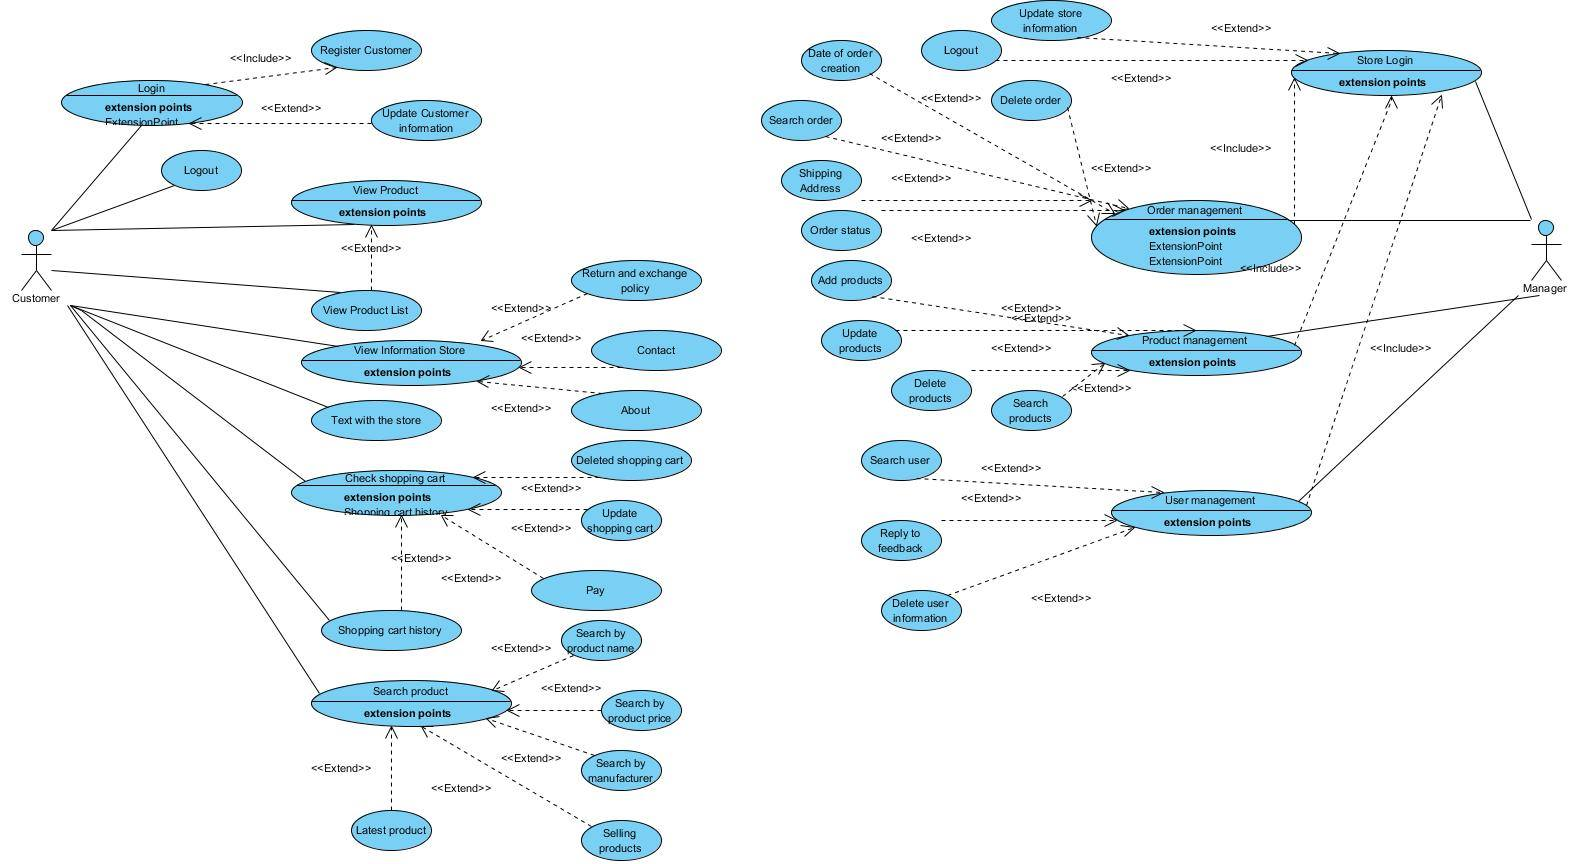 Register Customer
<<Include>>
Login
extension points
ExtensionPoint
<<Extend>>
Update Customer
information
Logout
View Product
extension points
<<Extend>>
View Product List
Customer
Return and exchange
policy
<<Extend>>
View Information Store
extension points
<<Extend>>
Contact
<<Extend>>
About
Text with the store
Check shopping cart
extension points
Shopping cart history
Deleted shopping cart
<<Extend>>
Update
shopping cart
<<Extend>>
<<Extend>>
<<Extend>>
Pay
Shopping cart history
Search by
product name
<<Extend>>
Search product
extension points
<<Extend>>
Search by
product price
<<Extend>>
Search by
manufacturer
<<Extend>>
<<Extend>>
Latest product
Selling
products
Update store
information
<<Extend>>
Logout
<<Extend>>
Store Login
extension points
Date of order
creation
<<Extend>>
Delete order
Search order
<<Extend>>
<<Extend>>
<<Include>>
Shipping
Address
<<Extend>>
Order status
<<Extend>>
Order management
extension points
ExtensionPoint
ExtensionPoint
<<Include>>
Manager
Add products
<<Extend>>
<<Extend>>
Update
products
<<Extend>>
Product management
extension points
<<Include>>
Delete
products
<<Extend>>
Search
products
Search user
<<Extend>>
<<Extend>>
User management
extension points
Reply to
feedback
<<Extend>>
Delete user
information